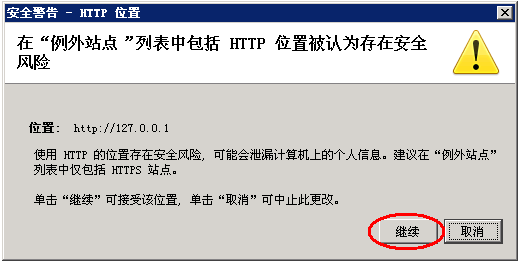 安全警告 - HTTP 位置
在“例外站点”列表中包括 HTTP 位置被认为存在安全
风险
位置: http://127.0.0.1
使用 HTTP 的位置存在安全风险, 可能会泄漏计算机上的个人信息。建议在“例外站点”
列表中仅包括 HTTPS 站点。
单击“继续”可接受该位置, 单击“取消”可中止此更改。
继续 取消